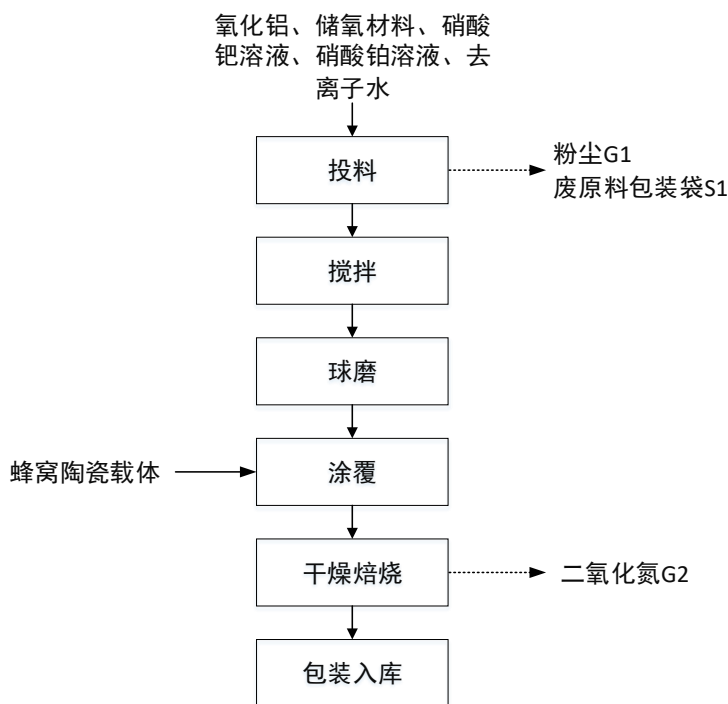 氧化铝、储氧材料、硝酸
钯溶液、硝酸铂溶液、去
离子水
投料
粉尘G1
废原料包装袋S1
搅拌
球磨
蜂窝陶瓷载体
涂覆
干燥焙烧
二氧化氮G2
包装入库